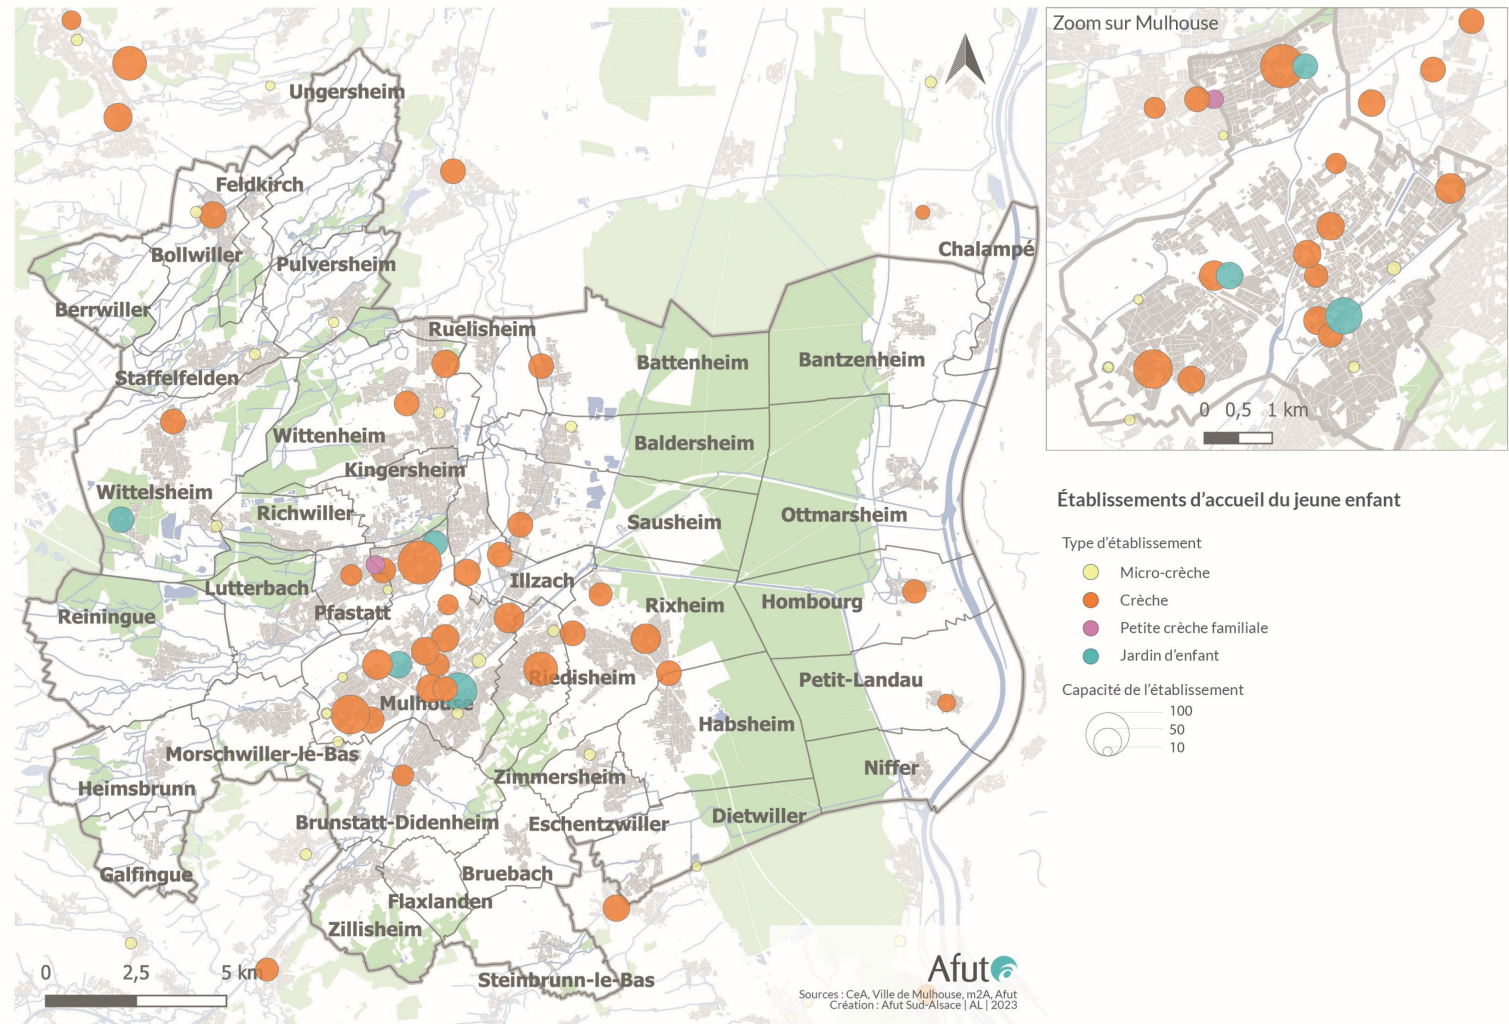 Zoom sur Mulhouse
Ungersheim
Feldkirch
Bollwiller
Pulversheim
Chalampé
Berrwiller
Ruelisheim
Battenheim
Bantzenheim
Staffelfelden
Wittenheim
Baldersheim
Kingersheim
Wittelsheim
Richwiller
Sausheim
Ottmarsheim
Lutterbach
Illzach
Reiningue
Pfastatt
Rixheim
Hombourg
Riedisheim
Petit-Landau
Mulhouse
Habsheim
Morschwiller-le-Bas
Zimmersheim
Niffer
Heimsbrunn
Brunstatt-Didenheim
Eschentzwiller
Dietwiller
Galfingue
Bruebach
Flaxlanden
Zillisheim
Steinbrunn-le-Bas
0 2,5 5 km
0 0,5 1 km
Établissements d'accueil du jeune enfant
Type d'établissement
Micro-crèche
Crèche
Petite crèche familiale
Jardin d'enfant
Capacité de l'établissement
100
50
10
Afut
Sources : CeA, Ville de Mulhouse, m2A, Afut
Création : Afut Sud-Alsace | AL | 2023